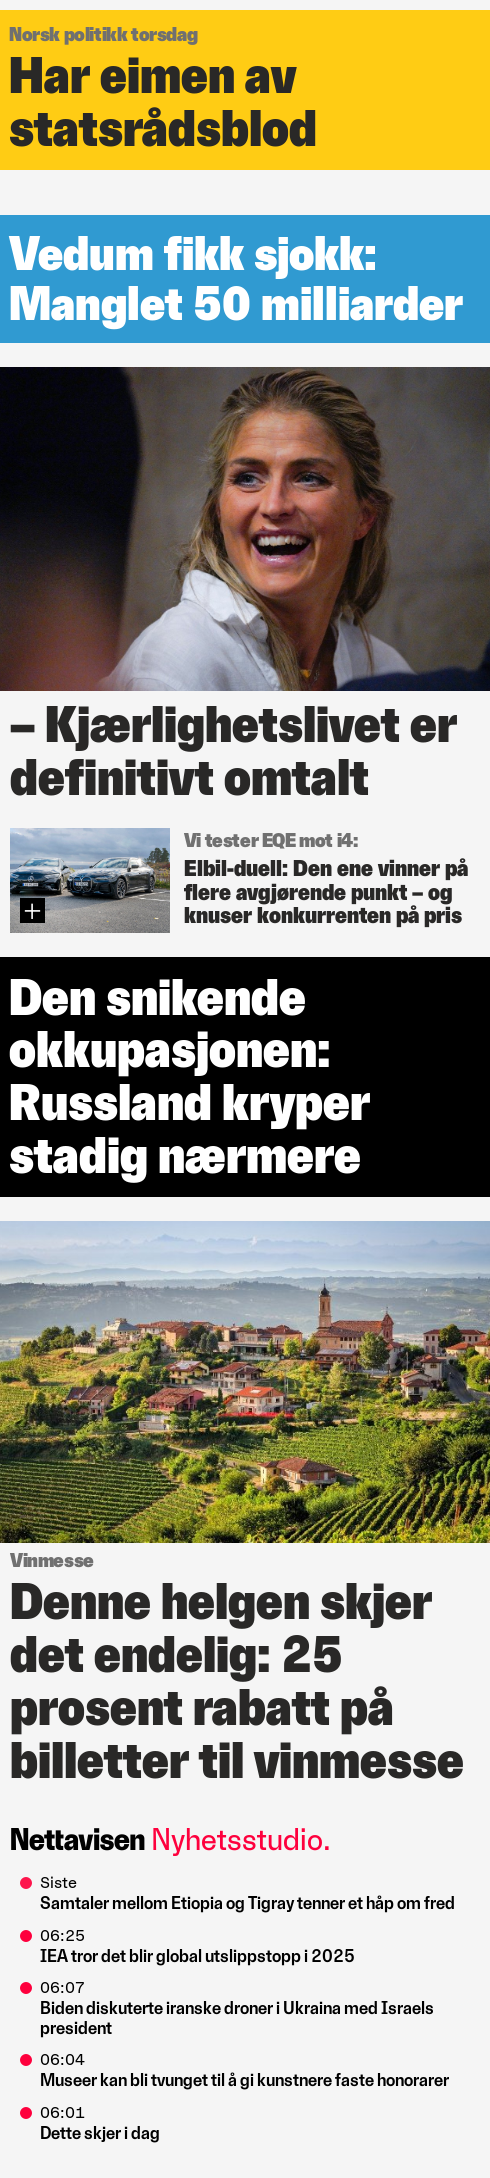 Norsk politikk torsdag
Har eimen av
statsrådsblod
Vedum fikk sjokk:
Manglet 50 milliarder
– Kjærlighetslivet er
definitivt omtalt
Vi tester EQE mot i4:
Elbil-duell: Den ene vinner på
flere avgjørende punkt – og
knuser konkurrenten på pris
Den snikende
okkupasjonen:
Russland kryper
stadig nærmere
Vinmesse
Denne helgen skjer
det endelig: 25
prosent rabatt på
billetter til vinmesse
Nettavisen Nyhetsstudio.
Siste
Samtaler mellom Etiopia og Tigray tenner et håp om fred
06:25
IEA tror det blir global utslippstopp i 2025
06:07
Biden diskuterte iranske droner i Ukraina med Israels
president
06:04
Museer kan bli tvunget til å gi kunstnere faste honorarer
06:01
Dette skjer i dag